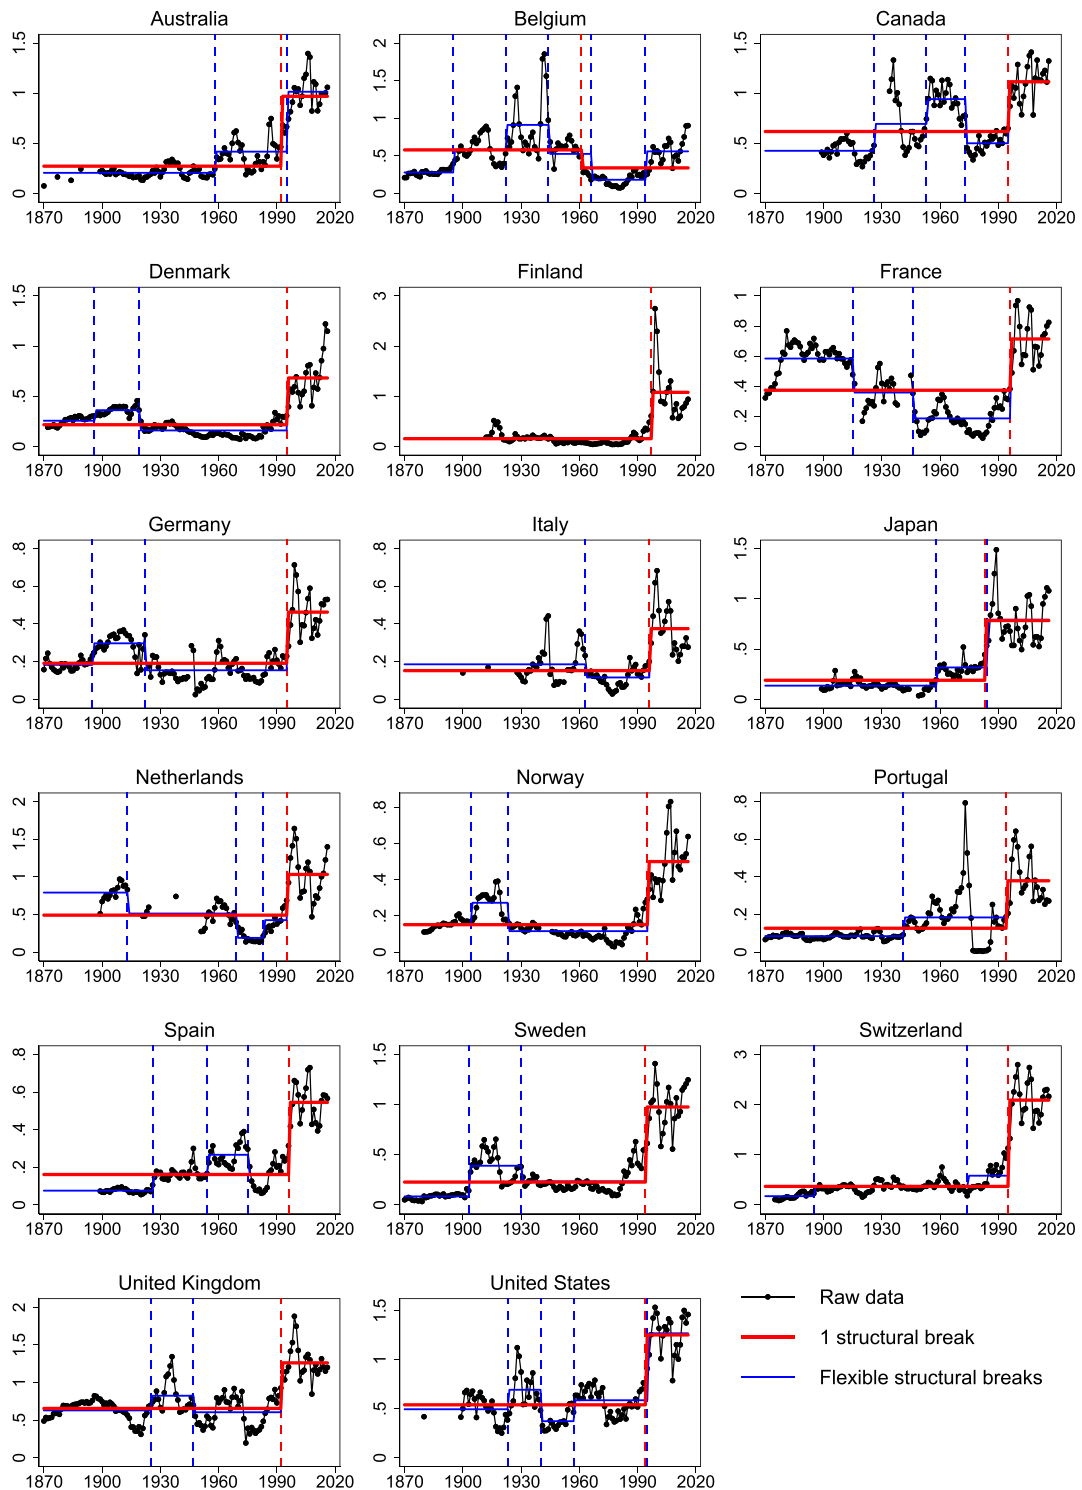 Australia
Belgium
Canada
0 .5 1 1.5
0 .5 1 1.5 2
0 .5 1 1.5
1870 1900 1930 1960 1990 2020
1870 1900 1930 1960 1990 2020
1870 1900 1930 1960 1990 2020
Denmark
Finland
France
0 .5 1 1.5
0 1 2 3
0 .2 .4 .6 .8 1
1870 1900 1930 1960 1990 2020
1870 1900 1930 1960 1990 2020
1870 1900 1930 1960 1990 2020
Germany
Italy
Japan
0 .2 .4 .6 .8
0 .2 .4 .6 .8
0 .5 1 1.5
1870 1900 1930 1960 1990 2020
1870 1900 1930 1960 1990 2020
1870 1900 1930 1960 1990 2020
Netherlands
Norway
Portugal
0 .5 1 1.5 2
0 .2 .4 .6 .8
0 .2 .4 .6 .8
1870 1900 1930 1960 1990 2020
1870 1900 1930 1960 1990 2020
1870 1900 1930 1960 1990 2020
Spain
Sweden
Switzerland
0 .2 .4 .6 .8
0 .5 1 1.5
0 1 2 3
1870 1900 1930 1960 1990 2020
1870 1900 1930 1960 1990 2020
1870 1900 1930 1960 1990 2020
United Kingdom
United States
0 .5 1 1.5 2
0 .5 1 1.5
1870 1900 1930 1960 1990 2020
1870 1900 1930 1960 1990 2020
Raw data
1 structural break
Flexible structural breaks